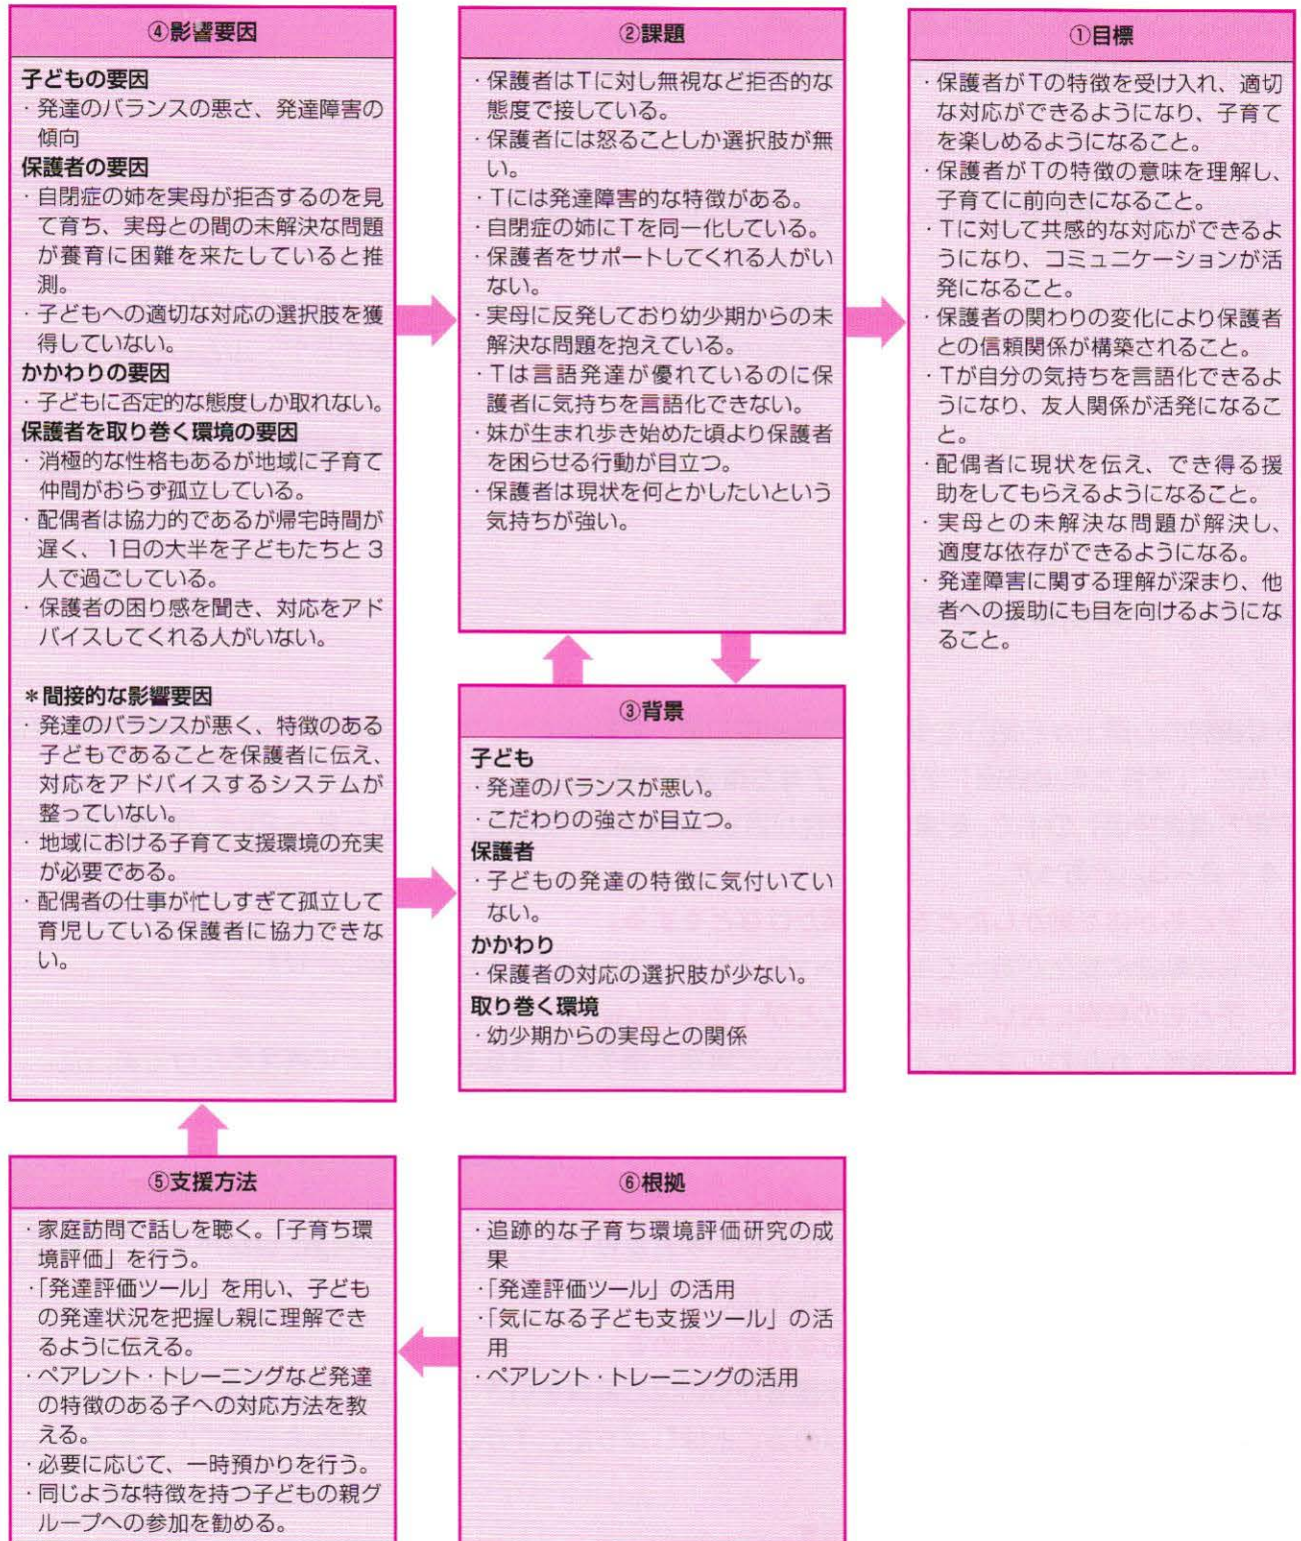 ④影響要因
子どもの要因
・発達のバランスの悪さ、発達障害の
傾向
保護者の要因
・自閉症の姉を実母が拒否するのを見
て育ち、実母との間の未解決な問題
が養育に困難を来たしていると推
測。
・子どもへの適切な対応の選択肢を獲
得していない。
かかわりの要因
・子どもに否定的な態度しか取れない。
保護者を取り巻く環境の要因
・消極的な性格もあるが地域に子育て
仲間がおらず孤立している。
・配偶者は協力的であるが帰宅時間が
遅く、1日の大半を子どもたちと3
人で過ごしている。
・保護者の困り感を聞き、対応をアド
バイスしてくれる人がいない。
＊間接的な影響要因
・発達のバランスが悪く、特徴のある
子どもであることを保護者に伝え、
対応をアドバイスするシステムが
整っていない。
・地域における子育て支援環境の充実
が必要である。
・配偶者の仕事が忙しすぎて孤立して
育児している保護者に協力できな
い。
②課題
・保護者はTに対し無視など拒否的な
態度で接している。
・保護者には怒ることしか選択肢が無
い。
・Tには発達障害的な特徴がある。
・自閉症の姉にTを同一化している。
・保護者をサポートしてくれる人がい
ない。
・実母に反発しており幼少期からの未
解決な問題を抱えている。
・Tは言語発達が優れているのに保
護者に気持ちを言語化できない。
・妹が生まれ歩き始めた頃より保護者
を困らせる行動が目立つ。
・保護者は現状を何とかしたいという
気持ちが強い。
①目標
・保護者がTの特徴を受け入れ、適切
な対応ができるようになり、子育て
を楽しめるようになること。
・保護者がTの特徴の意味を理解し、
子育てに前向きになること。
・Tに対して共感的な対応ができるよ
うになり、コミュニケーションが活
発になること。
・保護者の関わりの変化により保護者
との信頼関係が構築されること。
・Tが自分の気持ちを言語化できるよ
うになり、友人関係が活発になるこ
と。
・配偶者に現状を伝え、でき得る援
助をしてもらえるようになること。
・実母との未解決な問題が解決し、
適度な依存ができるようになる。
・発達障害に関する理解が深まり、他
者への援助にも目を向けるようにな
ること。
③背景
子ども
・発達のバランスが悪い。
・こだわりの強さが目立つ。
保護者
・子どもの発達の特徴に気付いてい
ない。
かかわり
・保護者の対応の選択肢が少ない。
取り巻く環境
・幼少期からの実母との関係
⑤支援方法
・家庭訪問で話しを聴く。「子育ち環
境評価」を行う。
・「発達評価ツール」を用い、子ども
の発達状況を把握し親に理解でき
るように伝える。
・ペアレント・トレーニングなど発達
の特徴のある子への対応方法を教
える。
・必要に応じて、一時預かりを行う。
・同じような特徴を持つ子どもの親グ
ループへの参加を勧める。
⑥根拠
・追跡的な子育ち環境評価研究の成
果
・「発達評価ツール」の活用
・「気になる子ども支援ツール」の活
用
・ペアレント・トレーニングの活用